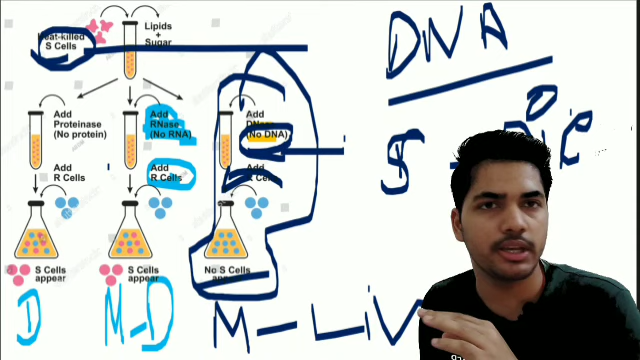 Heat-killed
S Cells
Lipids
+
Sugar
DNA
Add
Proteinase
(No protein)
Add
RNase
(No RNA)
Add
(No DNA)
Add
R Cells
Add
R Cells
S Cells
appear
S Cells
appear
No S Cells
appear
D
M-D
M-Liv